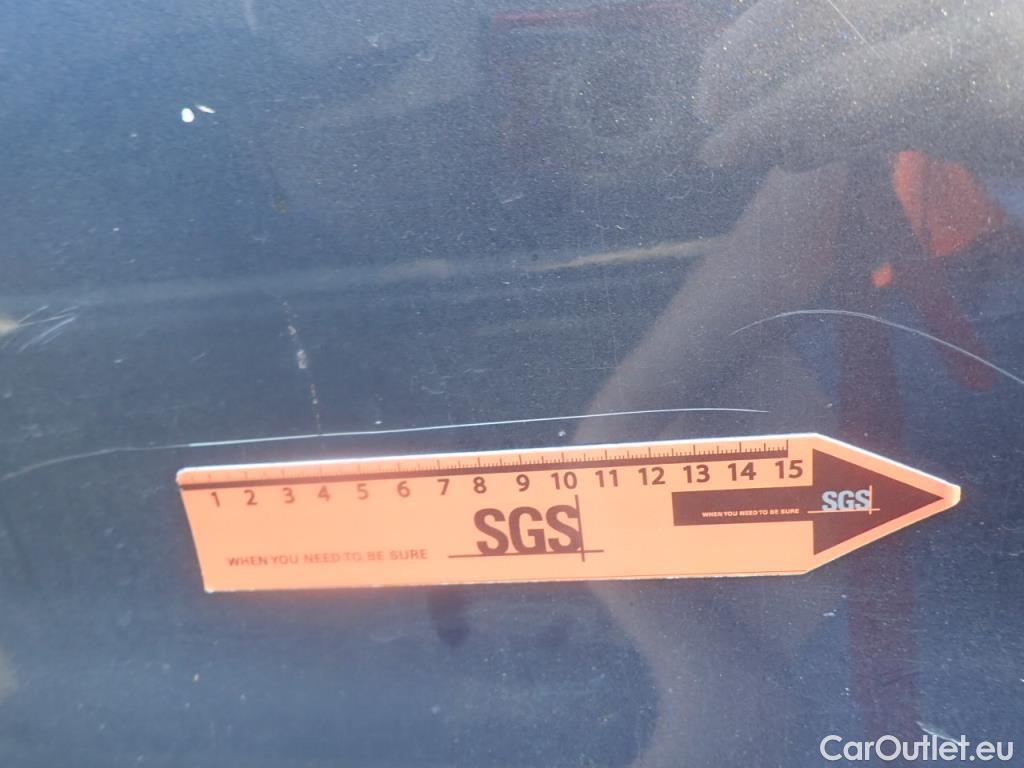 1 2 3 4 5 6 7 8 9 10 11 12 13 14 15
SGS
WHEN YOU NEED TO BE SURE
WHEN YOU NEED TO BE SURE
SGS
CarOutlet.eu